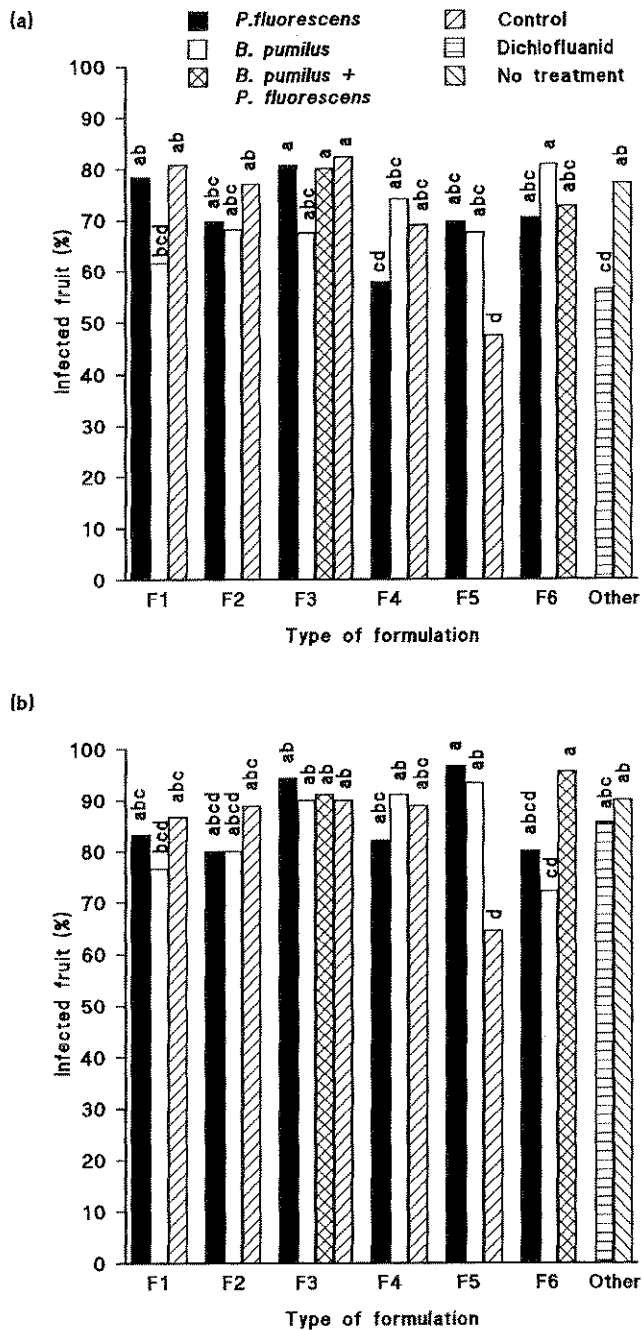 (a)
P.fluorescens
Control
B. pumilus
Dichlofluanid
B. pumilus +
P. fluorescens
No treatment
Infected fruit (%)
100
90
80
70
60
50
40
30
20
10
0
ab
bcd
ab
abc
abc
ab
a
abc
a
a
cd
abc
abc
abc
abc
d
abc
a
abc
cd
ab
F1 F2 F3 F4 F5 F6 Other
Type of formulation
(b)
Infected fruit (%)
100
90
80
70
60
50
40
30
20
10
0
abc
bcd
abc
abcd
abcd
abc
ab
ab
ab
ab
abc
ab
abc
a
ab
d
abcd
cd
a
abc
ab
F1 F2 F3 F4 F5 F6 Other
Type of formulation